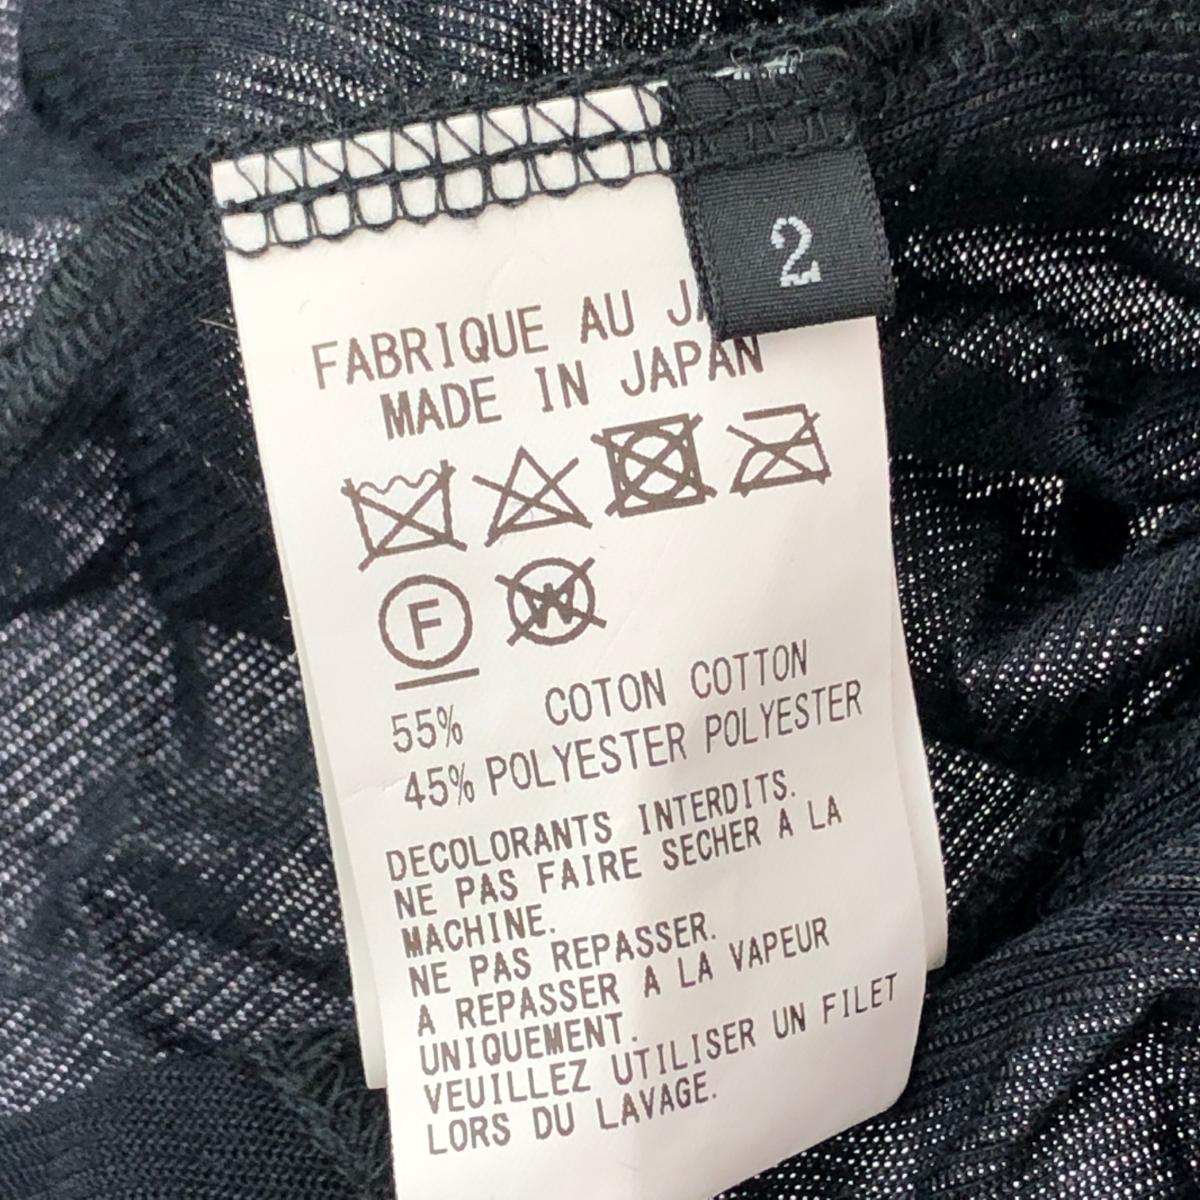 2
FABRIQUE AU
MADE IN JAPAN
F
W
55% COTON COTTON
45% POLYESTER POLYESTER
DECOLORANTS INTERDITS.
NE PAS FAIRE SECHER A LA
MACHINE.
NE PAS REPASSER.
A REPASSER A LA VAPEUR
UNIQUEMENT.
VEUILLEZ UTILISER UN FILET
LORS DU LAVAGE.